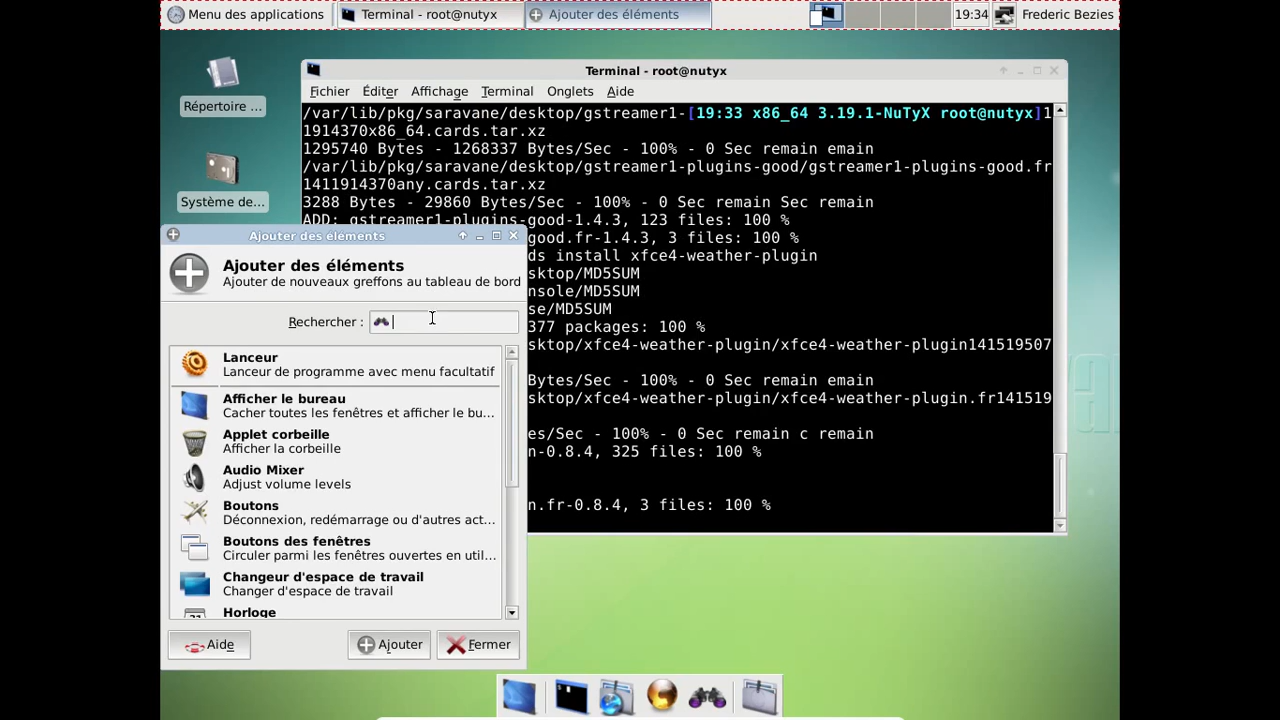 Menu des applications
Terminal - root@nutyx
Ajouter des éléments
19:34
Frederic Bezies
Répertoire ...
Système de...
Terminal - root@nutyx
Fichier Éditer Affichage Terminal Onglets Aide
/var/lib/pkg/saravane/desktop/gstreamer1-[19:33 x86_64 3.19.1-NuTyX root@nutyx]1
1914370x86_64.cards.tar.xz
1295740 Bytes - 1268337 Bytes/Sec - 100% - 0 Sec remain emain
/var/lib/pkg/saravane/desktop/gstreamer1-plugins-good/gstreamer1-plugins-good.fr
1411914370any.cards.tar.xz
3288 Bytes - 29860 Bytes/Sec - 100% - 0 Sec remain Sec remain
ADD: gstreamer1-plugins-good-1.4.3, 123 files: 100 %
good.fr-1.4.3, 3 files: 100 %
ds install xfce4-weather-plugin
sktop/MD5SUM
nsole/MD5SUM
se/MD5SUM
377 packages: 100 %
sktop/xfce4-weather-plugin/xfce4-weather-plugin141519507
Bytes/Sec - 100% - 0 Sec remain emain
sktop/xfce4-weather-plugin/xfce4-weather-plugin.fr141519
es/Sec - 100% - 0 Sec remain c remain
n-0.8.4, 325 files: 100 %
n.fr-0.8.4, 3 files: 100 %
Ajouter des éléments
Ajouter des éléments
Ajouter de nouveaux greffons au tableau de bord
Rechercher :
Lanceur
Lanceur de programme avec menu facultatif
Afficher le bureau
Cacher toutes les fenêtres et afficher le bu...
Applet corbeille
Afficher la corbeille
Audio Mixer
Adjust volume levels
Boutons
Déconnexion, redémarrage ou d'autres act...
Boutons des fenêtres
Circuler parmi les fenêtres ouvertes en util...
Changeur d'espace de travail
Changer d'espace de travail
Horloge
Aide
Ajouter
Fermer